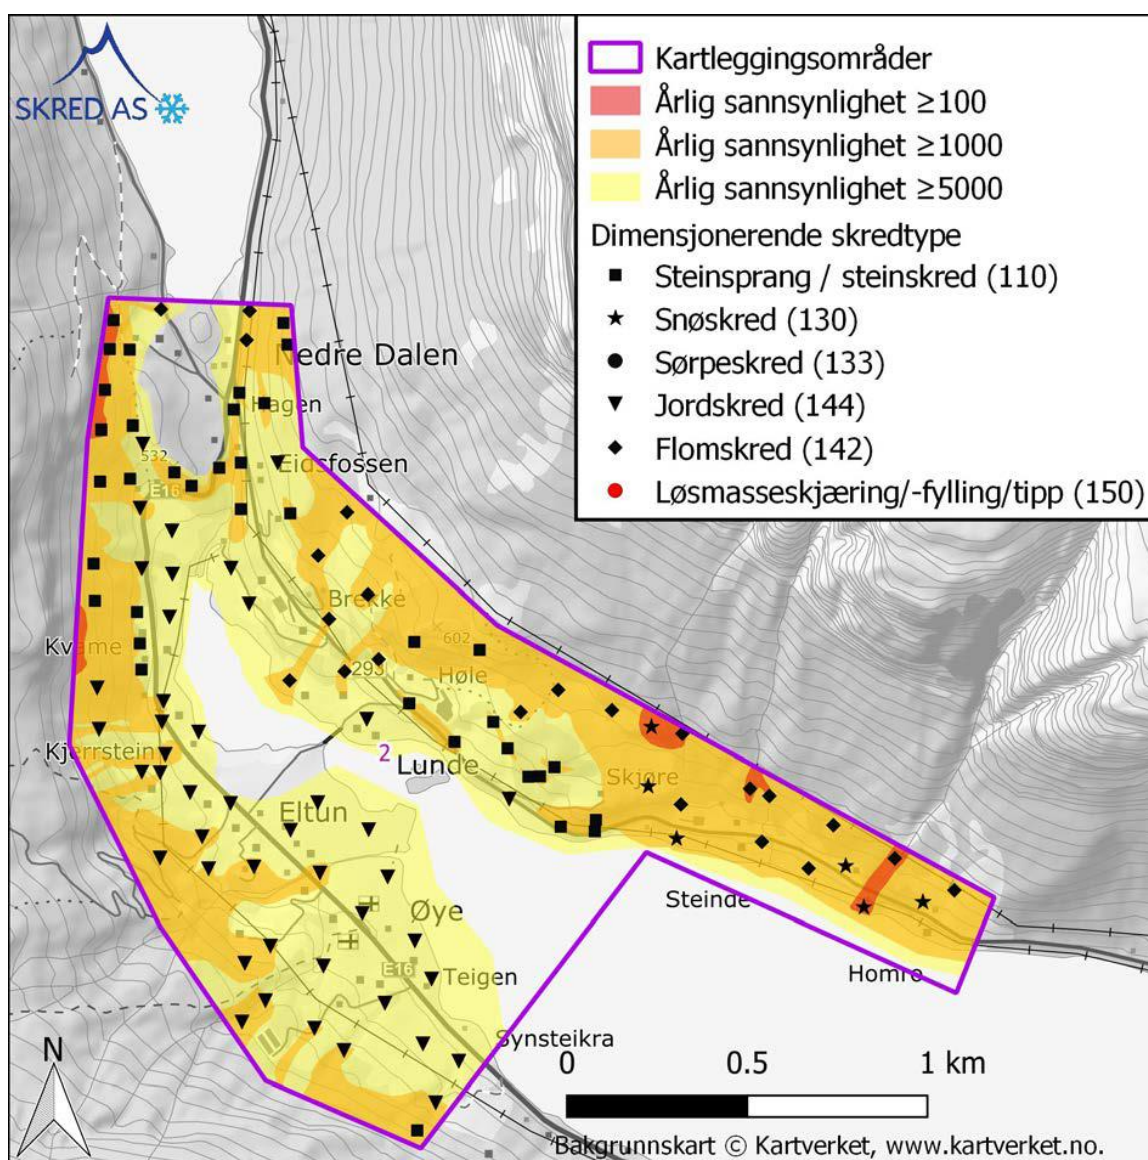 SKRED AS
Kartleggingsområder
Årlig sannsynlighet ≥100
Årlig sannsynlighet ≥1000
Årlig sannsynlighet ≥5000
Dimensjonerende skredtype
Steinsprang / steinskred (110)
Snøskred (130)
Sørpeskred (133)
Jordskred (144)
Flomskred (142)
Løsmasseskjæring/-fylling/tipp (150)
Nedre Dalen
Hagen
532
Eidsfossen
E16
Brekke
602
Kvame
293
Høle
Kjerrstein
2
Lunde
Skjøre
Eltun
Steinde
Øye
E16
Teigen
Homro
Synsteikra
N
0 0.5 1 km
Bakgrunnskart © Kartverket, www.kartverket.no.